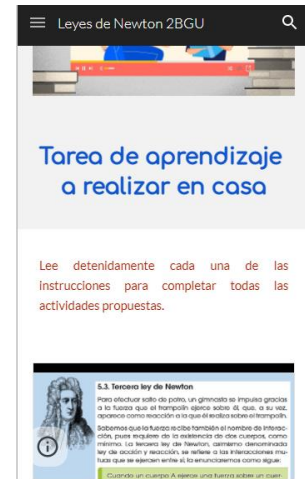 Leyes de Newton 2BGU
Tarea de aprendizaje
a realizar en casa
Lee detenidamente cada una de las
instrucciones para completar todas las
actividades propuestas.
5.3. Tercera ley de Newton
Para efectuar salto de potro, un gimnasta se impulsa gracias
a la fuerza que el trampolín ejerce sobre él, que, a su vez,
aparece como reacción a la que él realiza sobre el trampolín.
Sabemos que la fuerza recibe también el nombre de interac-
ción, pues requiere de la existencia de dos cuerpos, como
mínimo. La tercera ley de Newton, asimismo denominada
ley de acción y reacción, se refiere a las interacciones mu-
tuas que se ejercen entre sí; la enunciaremos como sigue:
Cuando un cuerpo A ejerce una fuerza sobre un cuer-